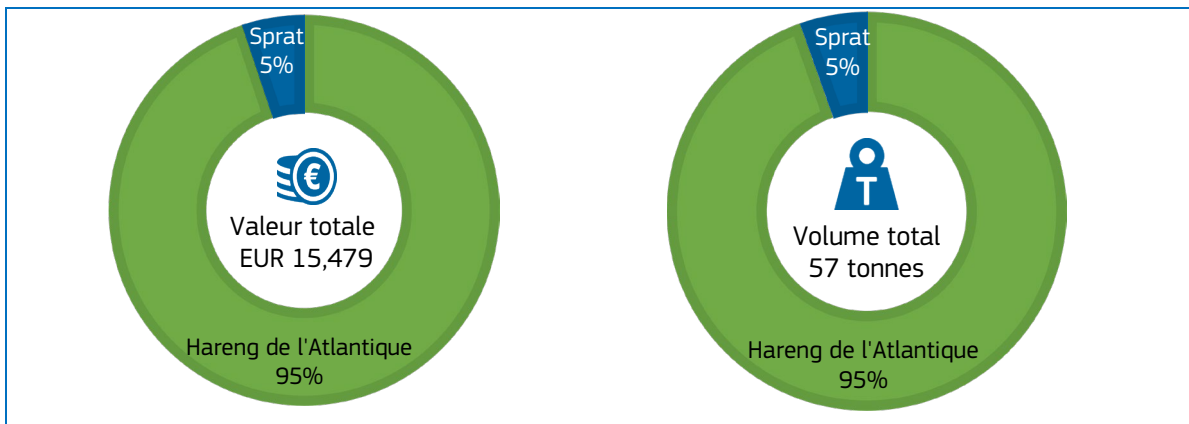 Sprat
5%
€
Valeur totale
EUR 15,479
Hareng de l'Atlantique
95%
Sprat
5%
T
Volume total
57 tonnes
Hareng de l'Atlantique
95%